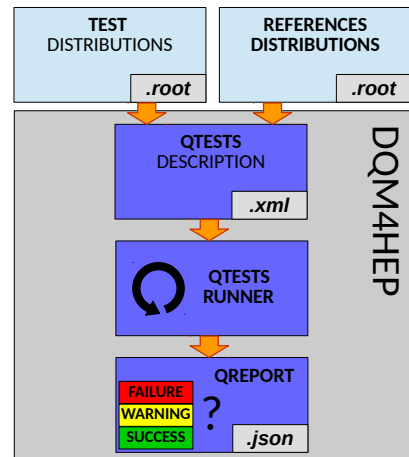 TEST
DISTRIBUTIONS
.root
REFERENCES
DISTRIBUTIONS
.root
DQM4HEP
QTESTS
DESCRIPTION
.xml
QTESTS
RUNNER
QREPORT
FAILURE
WARNING
SUCCESS
?
.json